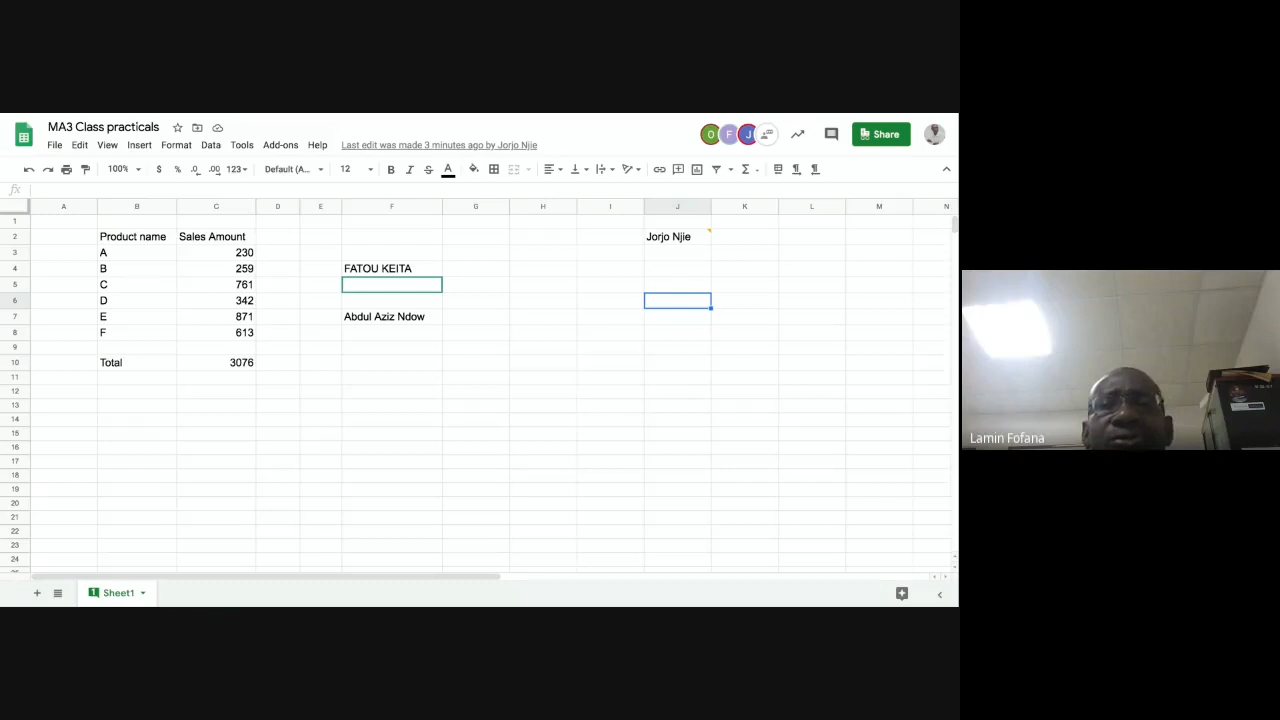 MA3 Class practicals
O F J
Share
File Edit View Insert Format Data Tools Add-ons Help Last edit was made 3 minutes ago by Jorjo Njie
100% $ % .0 .00 123 Default (A... 12 B I S A Σ
fx
A B C D E F G H I J K L M N
1
2 Product name Sales Amount Jorjo Njie
3 A 230
4 B 259 FATOU KEITA
5 C 761
6 D 342
7 E 871 Abdul Aziz Ndow
8 F 613
9
10 Total 3076
11
12
13
14
15
16
17
18
19
20
21
22
23
24
1 Sheet1
Lamin Fofana